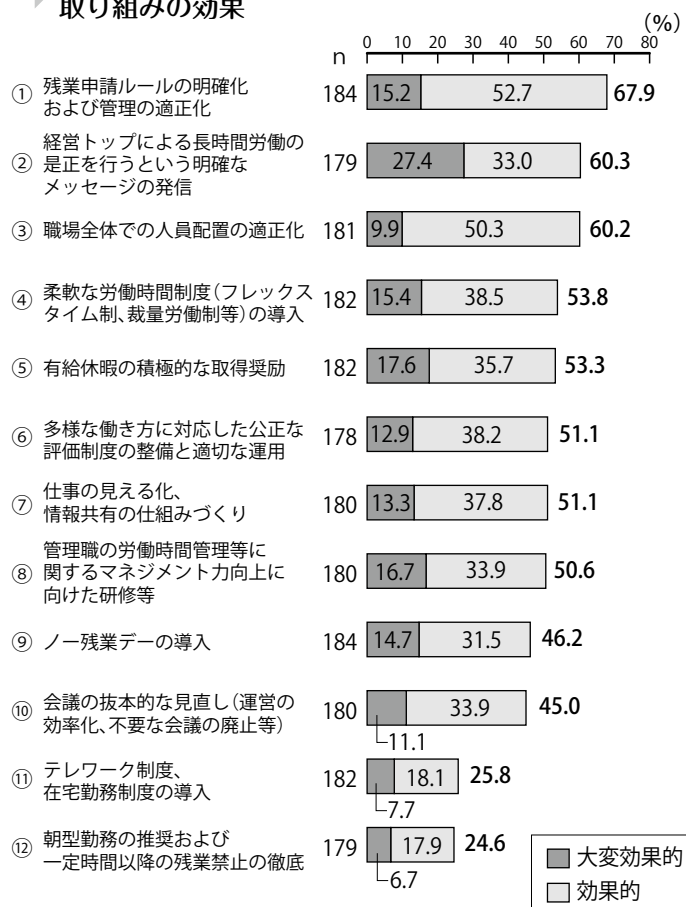 取り組みの効果
(%)
n 0 10 20 30 40 50 60 70 80
① 残業申請ルールの明確化
および管理の適正化
184 15.2 52.7 67.9
② 経営トップによる長時間労働の
是正を行うという明確な
メッセージの発信
179 27.4 33.0 60.3
③ 職場全体での人員配置の適正化 181 9.9 50.3 60.2
④ 柔軟な労働時間制度(フレックス
タイム制、裁量労働制等)の導入
182 15.4 38.5 53.8
⑤ 有給休暇の積極的な取得奨励 182 17.6 35.7 53.3
⑥ 多様な働き方に対応した公正な
評価制度の整備と適切な運用
178 12.9 38.2 51.1
⑦ 仕事の見える化、
情報共有の仕組みづくり
180 13.3 37.8 51.1
⑧ 管理職の労働時間管理等に
関するマネジメント力向上に
向けた研修等
180 16.7 33.9 50.6
⑨ ノー残業デーの導入 184 14.7 31.5 46.2
⑩ 会議の抜本的な見直し(運営の
効率化、不要な会議の廃止等)
180 33.9 45.0
11.1
⑪ テレワーク制度、
在宅勤務制度の導入
182 18.1 25.8
7.7
⑫ 朝型勤務の推奨および
一定時間以降の残業禁止の徹底
179 17.9 24.6
6.7
大変効果的
効果的